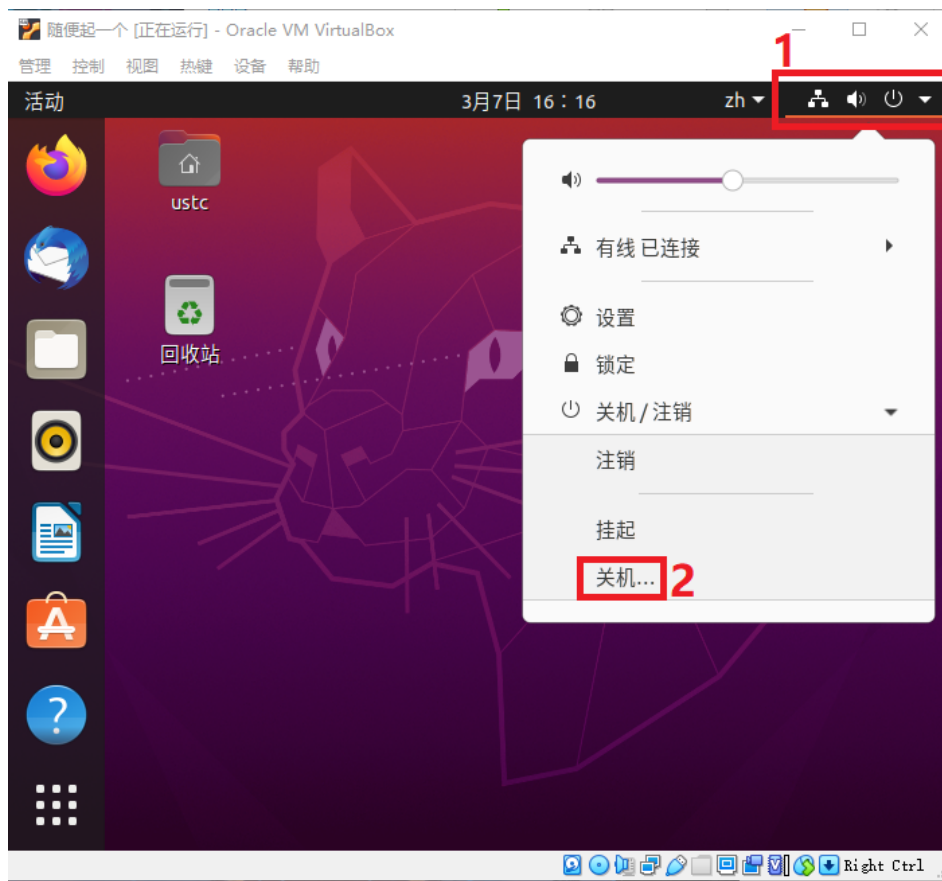 随便起一个 [正在运行] - Oracle VM VirtualBox
管理 控制 视图 热键 设备 帮助
1
活动 3月7日 16：16 zh
ustc
回收站
有线 已连接
设置
锁定
关机 / 注销
注销
挂起
关机... 2
Right Ctrl